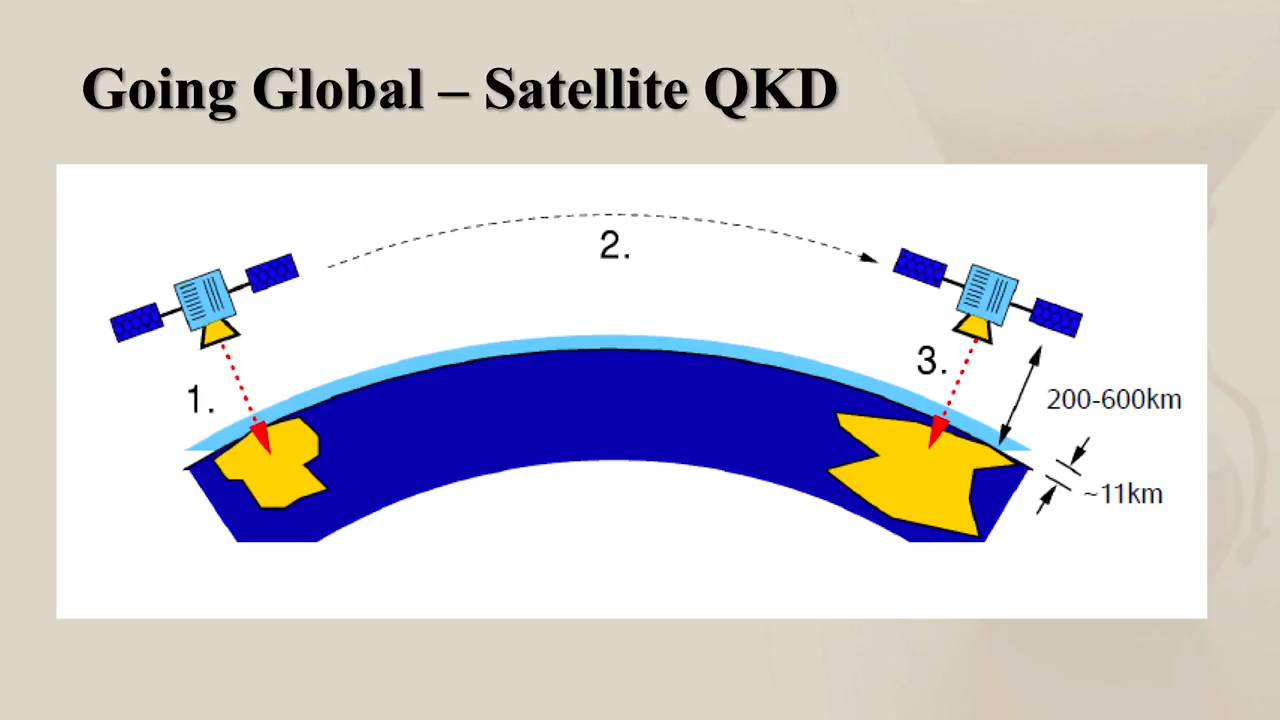 Going Global – Satellite QKD
2.
1.
3.
200-600km
~11km